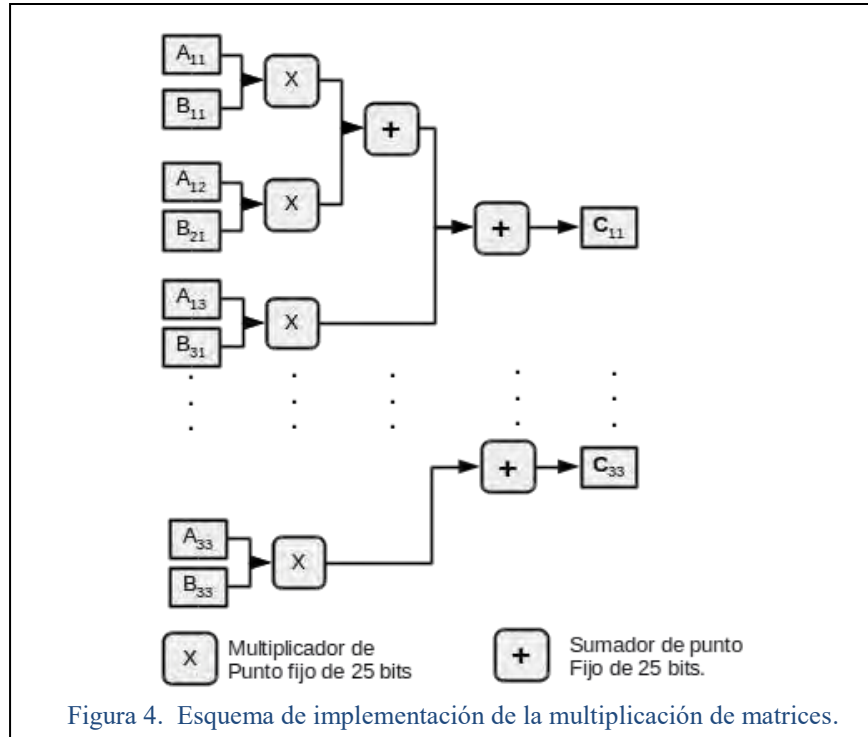 A11
X
B11
+
A12
X
B21
+
C11
A13
X
B31
+
C33
A33
X
B33
X
Multiplicador de
Punto fijo de 25 bits
+
Sumador de punto
Fijo de 25 bits.
Figura 4. Esquema de implementación de la multiplicación de matrices.